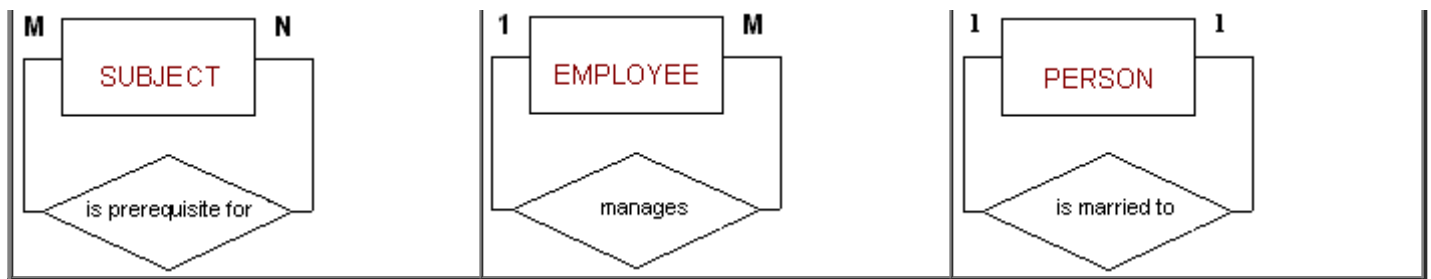 M N
SUBJECT
is prerequisite for
1 M
EMPLOYEE
manages
1 1
PERSON
is married to